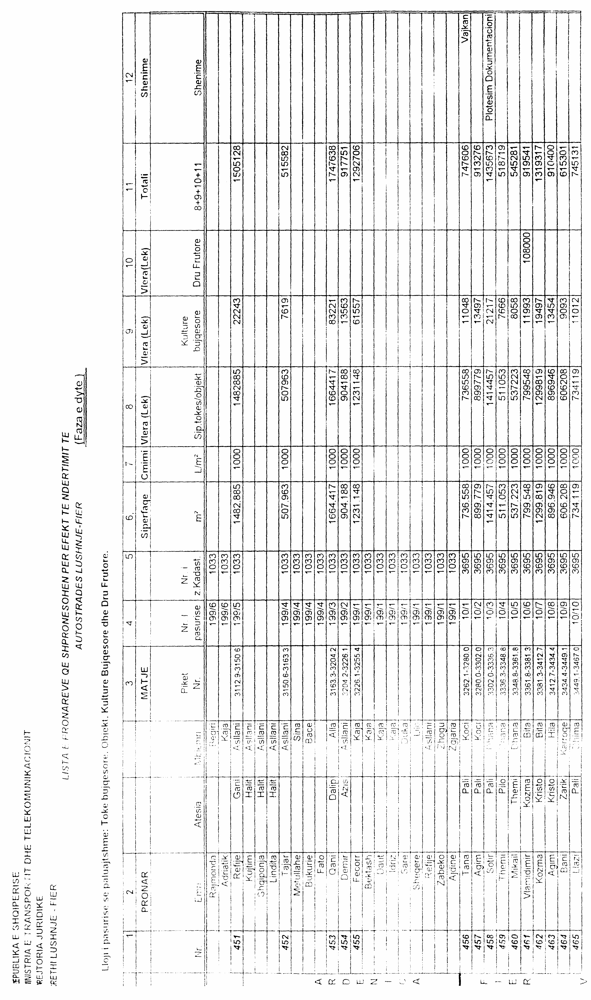 EPUBLIKA E SHQIPERISE
INISTRIA E TRANSPORTIT DHE TELEKOMUNIKACIONIT
REJTORIA JURIDIKE
RETHI LUSHNJE - FIER
LISTA E PRONAREVE QE SHPRONESOHEN PER EFEKT TE NDERTIMIT TE
AUTOSTRADES LUSHNJE-FIER (Faza e dyte )
Lloji i pasurise se paluajtshme: Toke bujqesore. Objekt. Kulture Bujqesore dhe Dru Frutore.
1 2 3 4 5 6. 7 8 9 10 11 12
PRONAR MATJE Siperfaqe Cmimi Vlera (Lek) Vlera (Lek) Vlera(Lek) Totali Shenime
Piket Nr. I Nr. i Kulture
Nr Emri Atesia Mbiemri Nr. pasurise z.Kadast. m² L/m² Sip.tokes/objekt bujqesore Dru Frutore 8+9+10+11 Shenime
Rajmonda Beqiri 199/6 1033
Adriatik Kaja 199/6 1033
451 Refije Gani Asllani 3112.9-3150.6 199/5 1033 1482.885 1000 1482885 22243 1505128
Kujtim Halit Asllani
Shqiponja Halit Asllani
Lindita Halit Asllani
452 Tajar Asllani 3150.6-3163.3 199/4 1033 507.963 1000 507963 7619 515582
Metullahe Sina 199/4 1033
Bukurie Bace 199/4 1033
A Fato 199/4 1033
R 453 Qani Dalip Alla 3163.3-3204.2 199/3 1033 1664.417 1000 1664417 83221 1747638
D 454 Demir Azis Asllani 3204.2-3226.1 199/2 1033 904.188 1000 904188 13563 917751
E 455 Fecorr Kaja 3226.1-3255.4 199/1 1033 1231.148 1000 1231148 61557 1292706
N Bektash Kaja 199/1 1033
I Daut Kaja 199/1 1033
C Idriz Kaja 199/1 1033
A Sare Duka 199/1 1033
Sheqere 199/1 1033
Refije Asllani 199/1 1033
Zabeko Zhogu 199/1 1033
Ajdine Zgjaria 199/1 1033
456 Tana Pali Koci 3262.1-3280.0 10/1 3695 736.558 1000 736558 11048 747606 Vajkan
457 Agim Pali Koci 3280.0-3302.0 10/2 3695 899.779 1000 899779 13497 913276
F 458 Sotir Pali Dhana 3302.0-3336.3 10/3 3695 1414.457 1000 1414457 21217 1435673 Plotesim Dokumentacioni
I 459 Themi Pilo Dhana 3336.3-3348.8 10/4 3695 511.053 1000 511053 7666 518719
E 460 Mikail Themi Dhana 3348.8-3361.8 10/5 3695 537.223 1000 537223 8058 545281
R 461 Vlamidimir Kozma Bita 3361.8-3381.3 10/6 3695 799.548 1000 799548 11993 108000 919541
462 Kozma Kristo Bita 3381.3-3412.7 10/7 3695 1299.819 1000 1299819 19497 1319317
463 Agim Kristo Hila 3412.7-3434.4 10/8 3695 896.946 1000 896946 13454 910400
464 Bani Zarik Karroqe 3434.4-3449.1 10/9 3695 606.208 1000 606208 9093 615301
V 465 Llazi Pali 3449.1-3467.0 10/10 3695 734.119 1000 734119 11012 745131